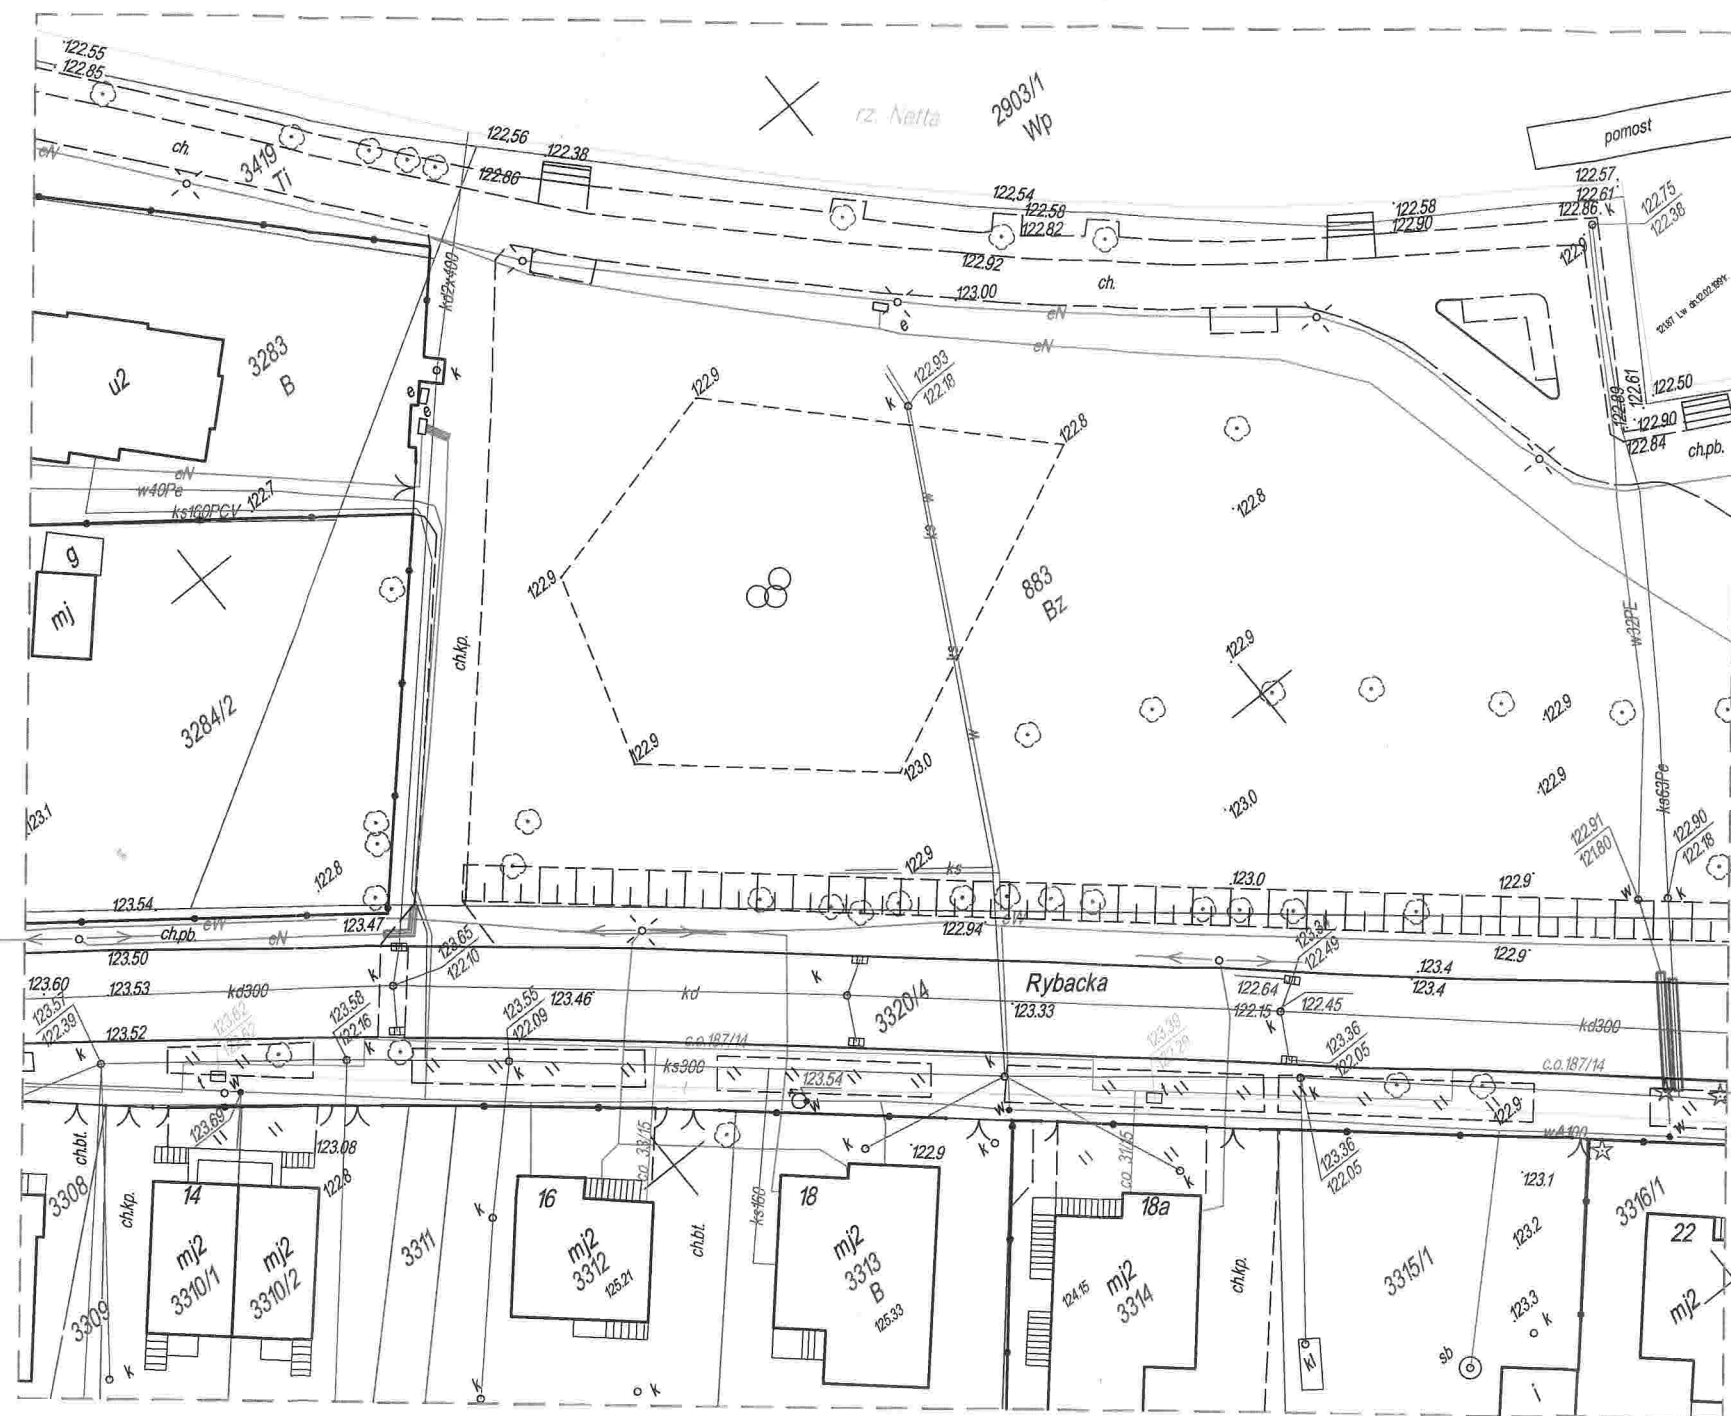 122.55
122.85
ch.
3419
Ti
eN
122.56
122.38
122.86
rz. Netta
2903/1
Wp
pomost
122.54
122.58
122.82
122.92
122.58
122.90
122.57
122.61
122.86
k
122.75
122.38
122.9
ch.
123.00
eN
e
eN
kd2x400
u2
3283
B
k
e
e
eN
w40Pe
122.7
ks160PCV
122.93
122.18
k
122.9
122.8
122.89
122.61
122.50
122.90
122.84
ch.pb.
g
mj
122.9
122.8
883
Bz
w
w
122.9
w32PE
ch.kp.
3284/2
122.9
123.0
122.9
122.9
123.0
ks63Pe
123.1
122.8
122.91
121.80
122.90
122.18
w
k
123.54
123.47
eW
ch.pb.
eN
123.50
122.9
ks
123.0
122.9
122.94
122.49
122.9
123.65
122.10
k
123.60
123.53
kd300
123.57
122.39
123.52
123.58
122.16
123.55
122.09
123.46
kd
k
3320/4
Rybacka
123.33
122.64
122.15
122.45
k
123.4
123.4
kd300
k
k
k
c.o.187/14
ks300
123.54
w
k
123.36
122.05
k
c.o.187/14
122.9
t
w
123.69
123.08
122.8
ch.bt.
ch.kp.
3308
3309
14
mj2
3310/1
mj2
3310/2
k
3311
k
k
16
mj2
3312
125.21
k
ch.bt.
ks160
18
mj2
3313
B
125.33
k
122.9
w
k
k
18a
mj2
3314
124.15
ch.kp.
123.36
122.05
kl
3315/1
123.1
123.2
123.3
k
sb
i
wA100
w
3316/1
22
mj2